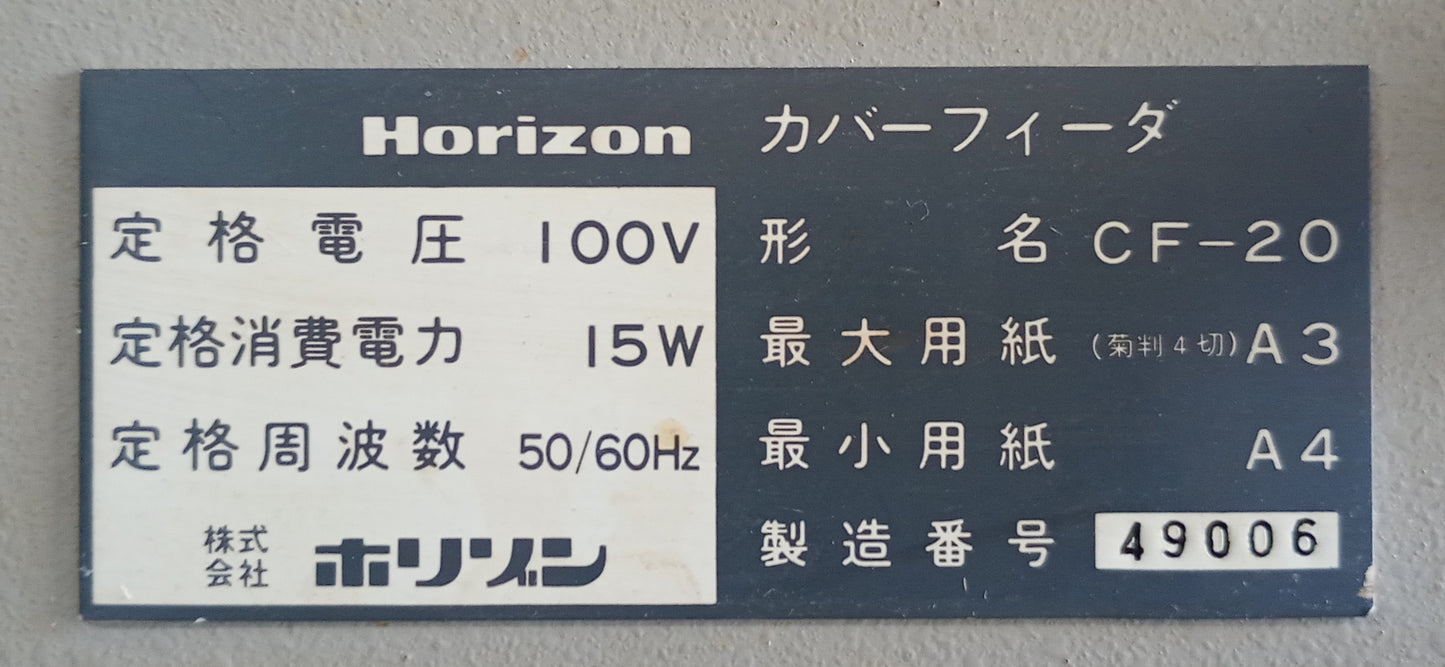 Horizon カバーフィーダ
定格電圧 100V
定格消費電力 15W
定格周波数 50/60Hz
株式会社 ホリゾン
形名 CF-20
最大用紙 (菊判4切) A3
最小用紙 A4
製造番号 49006